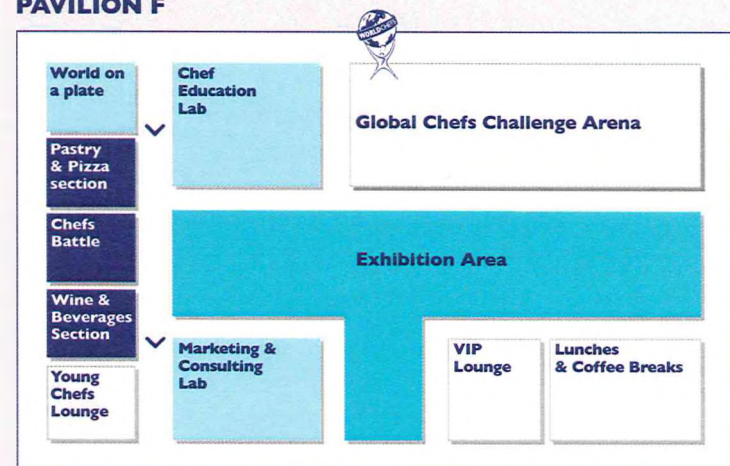 PAVILION F
WORLDCHEFS
World on
a plate
Chef
Education
Lab
Global Chefs Challenge Arena
Pastry
& Pizza
section
Chefs
Battle
Exhibition Area
Wine &
Beverages
Section
Marketing &
Consulting
Lab
VIP
Lounge
Lunches
& Coffee Breaks
Young
Chefs
Lounge